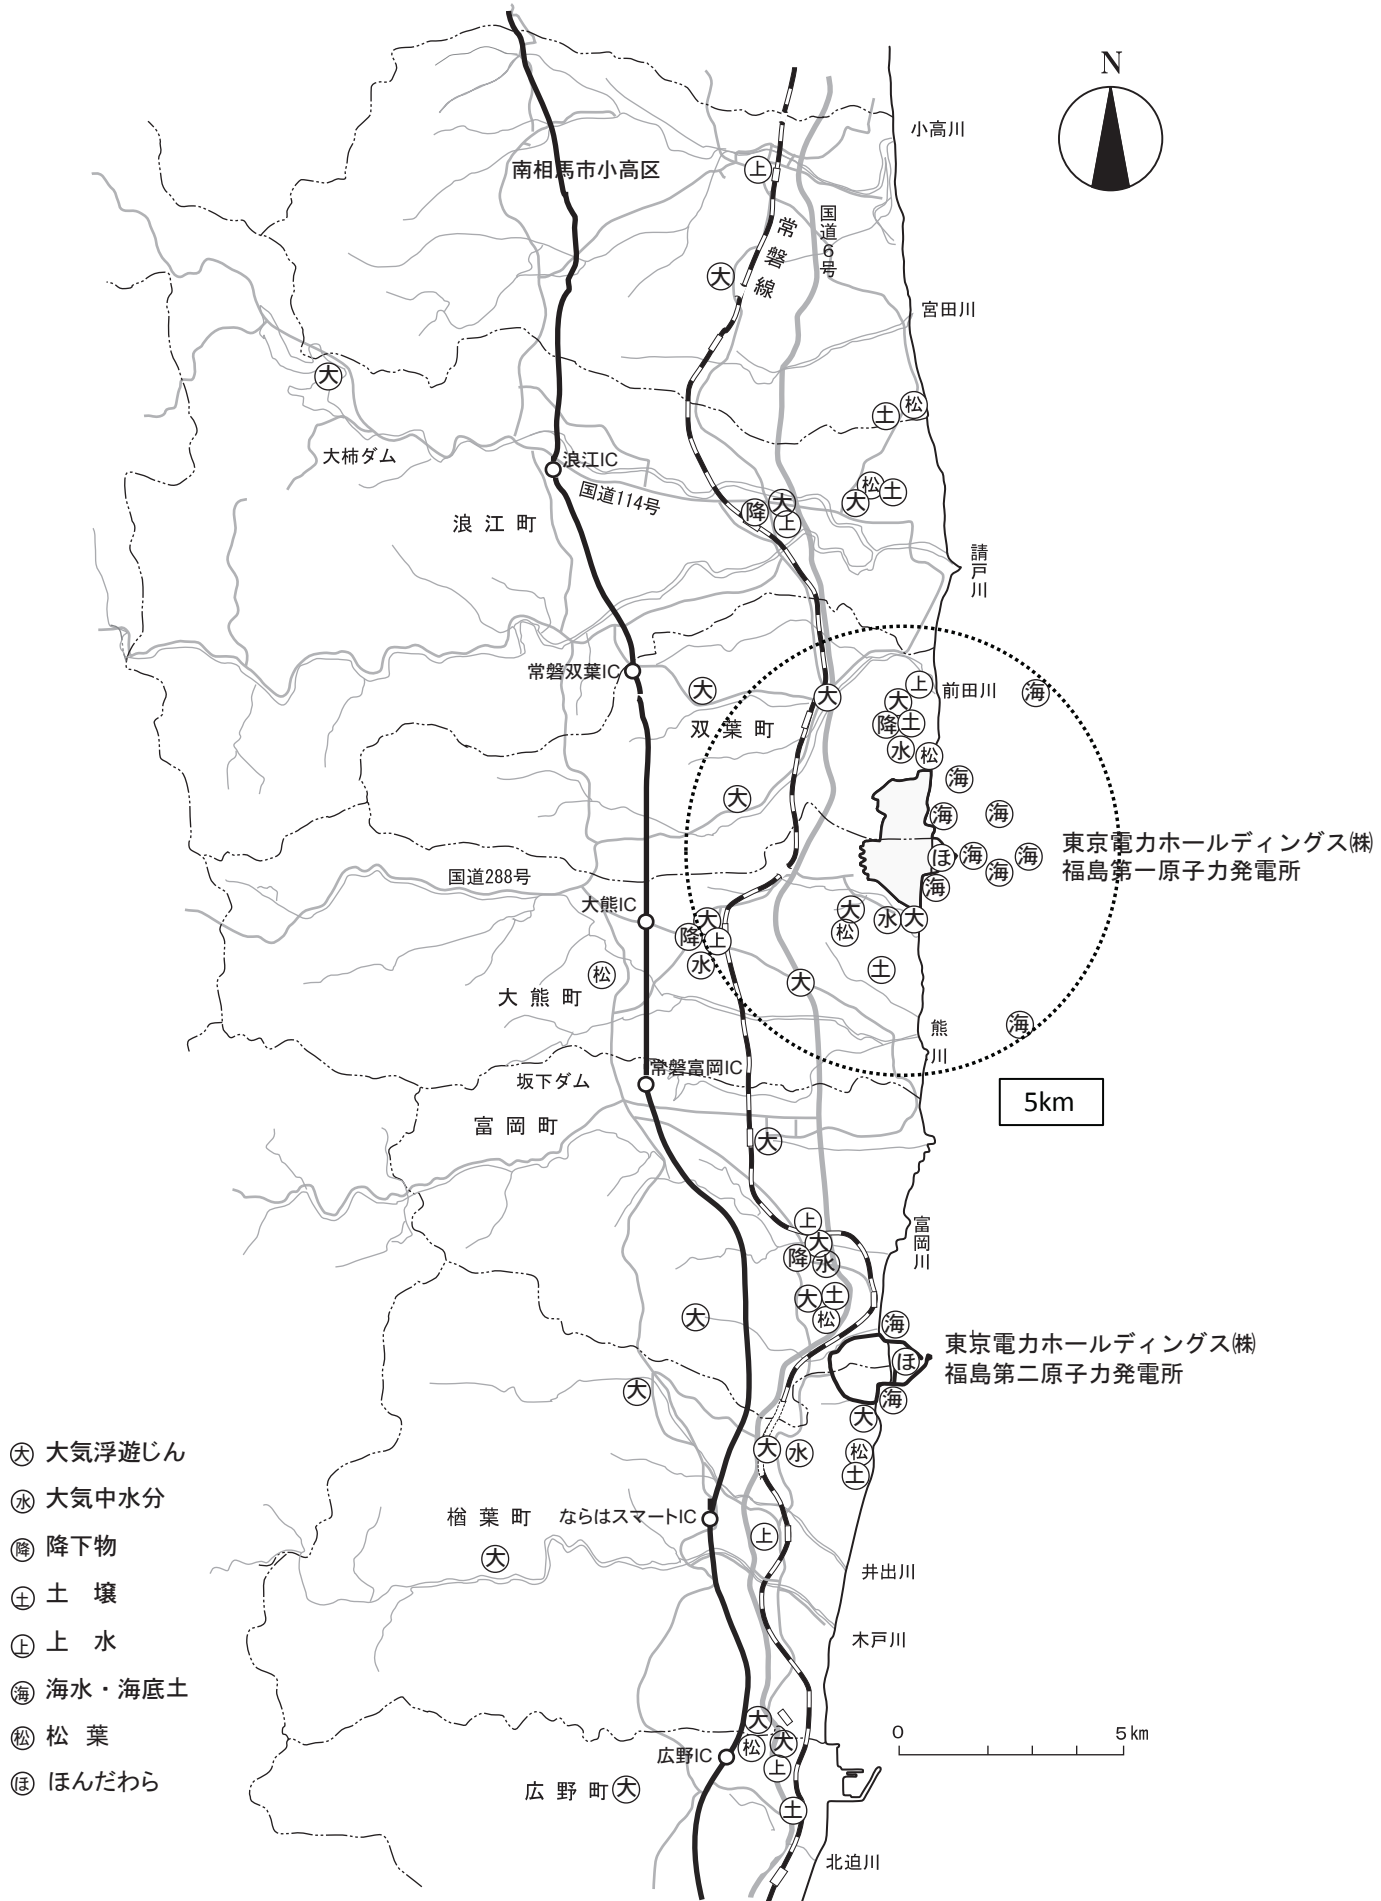 N
小高川
南相馬市小高区
上
国道6号
常磐線
大
宮田川
大
松
土
大柿ダム
浪江IC
国道114号
松
土
大
大
降
上
浪江町
請戸川
常磐双葉IC
大
上
前田川
海
大
大
降
土
双葉町
水
松
海
大
海
海
東京電力ホールディングス㈱
福島第一原子力発電所
ほ
海
海
海
海
国道288号
大熊IC
大
降
上
水
大
松
水
大
松
土
大
大熊町
海
熊川
常磐富岡IC
坂下ダム
5km
富岡町
大
上
大
降
水
富岡川
大
土
松
大
海
東京電力ホールディングス㈱
福島第二原子力発電所
ほ
海
大
大
大
水
松
土
楢葉町
ならはスマートIC
上
大
井出川
木戸川
大
松
大
上
広野IC
広野町
大
土
北迫川
0
5km
大 大気浮遊じん
水 大気中水分
降 降下物
土 土 壌
上 上 水
海 海水・海底土
松 松 葉
ほ ほんだわら